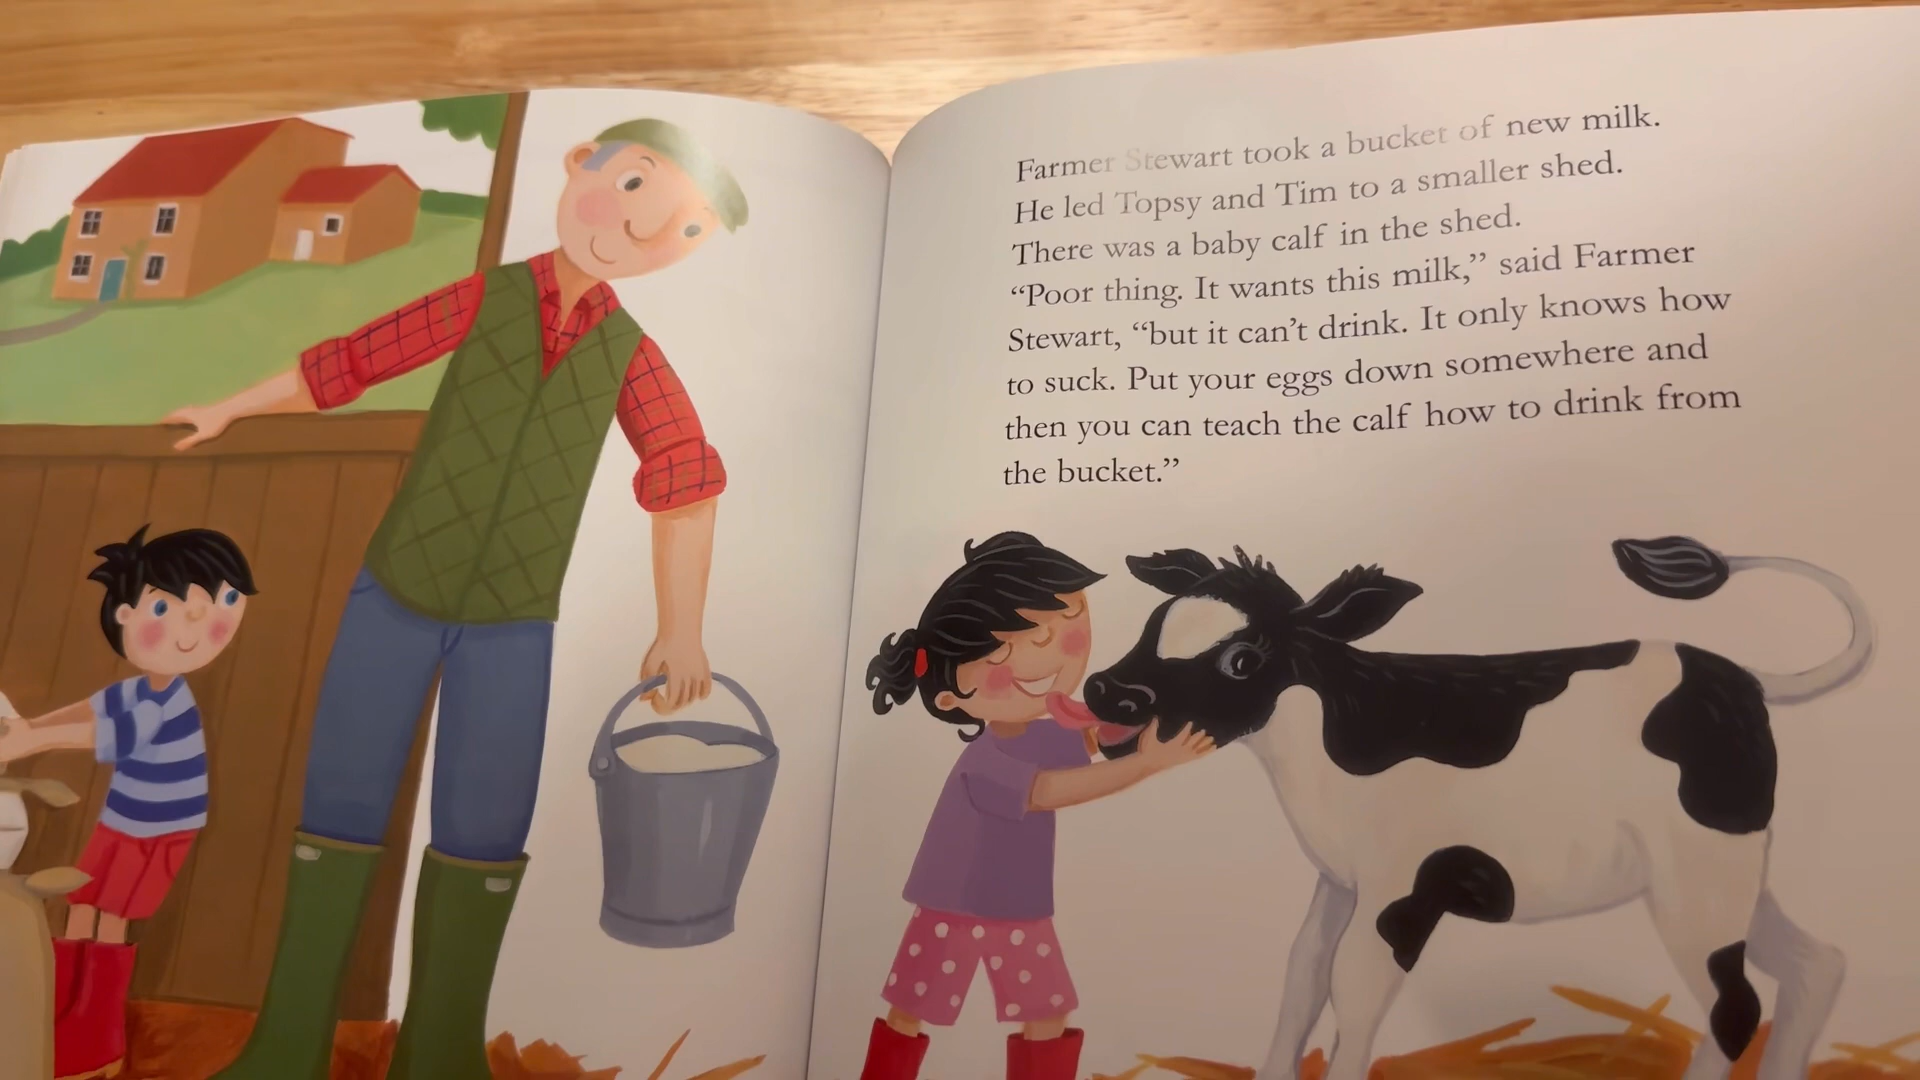 Farmer Stewart took a bucket of new milk.
He led Topsy and Tim to a smaller shed.
There was a baby calf in the shed.
“Poor thing. It wants this milk,” said Farmer
Stewart, “but it can’t drink. It only knows how
to suck. Put your eggs down somewhere and
then you can teach the calf how to drink from
the bucket.”